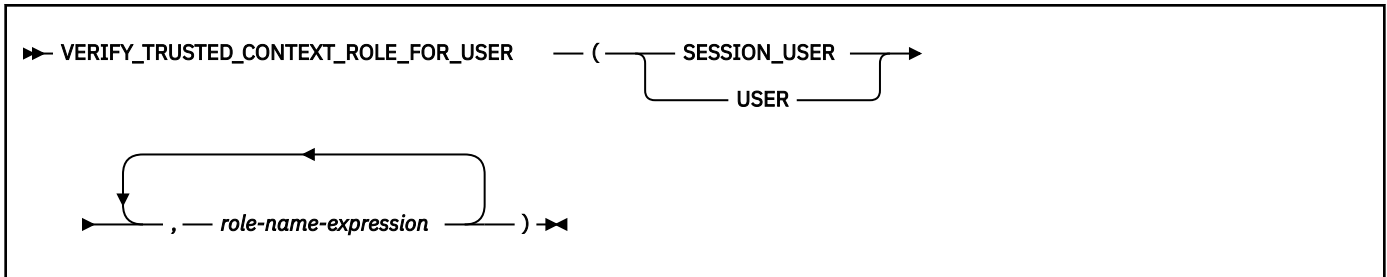 VERIFY_TRUSTED_CONTEXT_ROLE_FOR_USER ( SESSION_USER
USER
, role-name-expression )